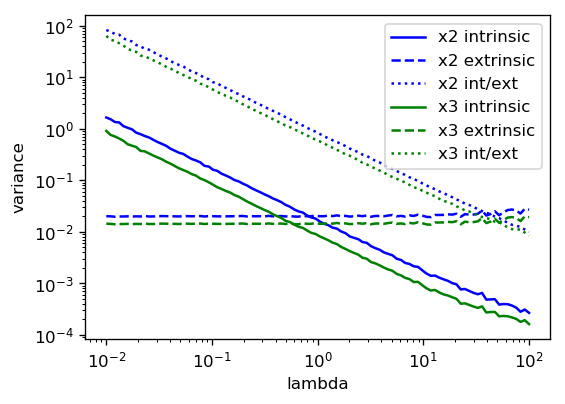 10²
10¹
10⁰
10⁻¹
10⁻²
10⁻³
10⁻⁴
variance
x2 intrinsic
x2 extrinsic
x2 int/ext
x3 intrinsic
x3 extrinsic
x3 int/ext
10⁻²
10⁻¹
10⁰
10¹
10²
lambda